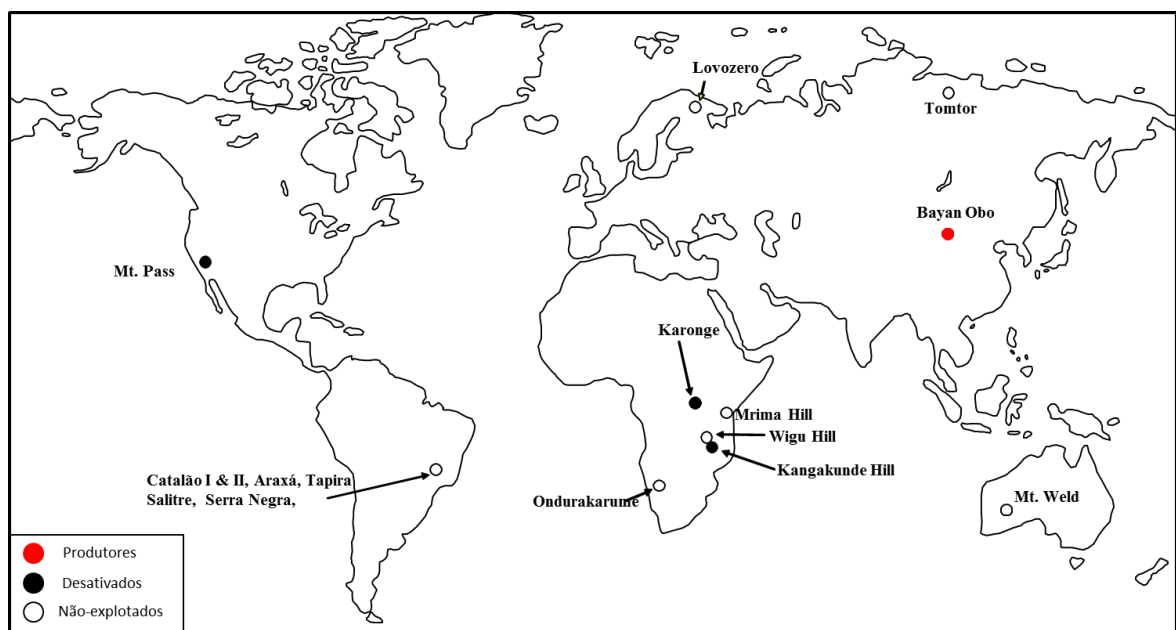 Lovozero
Tomtor
Bayan Obo
Mt. Pass
Karonge
Mrima Hill
Wigu Hill
Kangakunde Hill
Catalão I & II, Araxá, Tapira
Salitre, Serra Negra,
Ondurakarume
Mt. Weld
Produtores
Desativados
Não-explotados